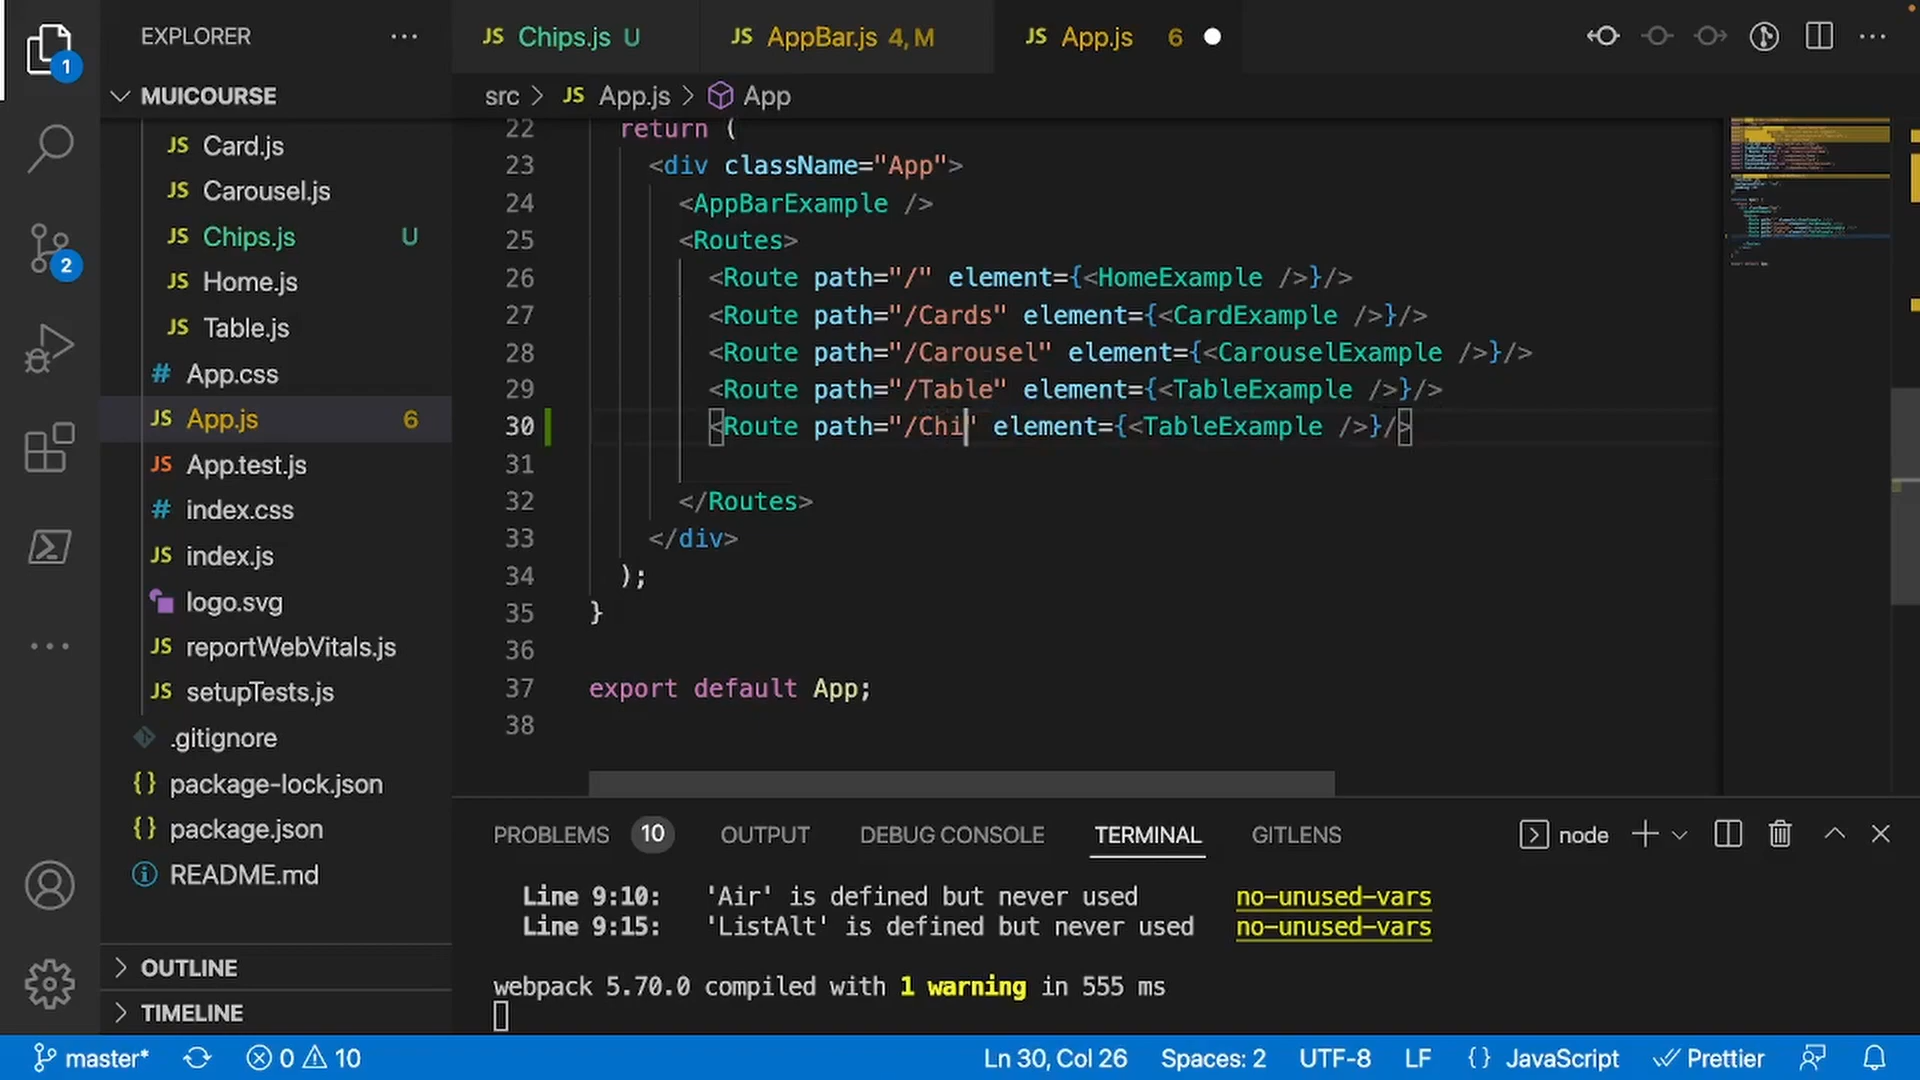 EXPLORER
JS Chips.js U
JS AppBar.js 4, M
JS App.js 6
1
MUICOURSE
src > JS App.js > App
JS Card.js
JS Carousel.js
JS Chips.js U
JS Home.js
JS Table.js
# App.css
JS App.js 6
JS App.test.js
# index.css
JS index.js
logo.svg
JS reportWebVitals.js
JS setupTests.js
.gitignore
{} package-lock.json
{} package.json
README.md
OUTLINE
TIMELINE
2
22 return (
23 <div className="App">
24 <AppBarExample />
25 <Routes>
26 <Route path="/" element={<HomeExample />}/>
27 <Route path="/Cards" element={<CardExample />}/>
28 <Route path="/Carousel" element={<CarouselExample />}/>
29 <Route path="/Table" element={<TableExample />}/>
30 <Route path="/Chi" element={<TableExample />}/>
31
32 </Routes>
33 </div>
34 );
35 }
36
37 export default App;
38
PROBLEMS 10 OUTPUT DEBUG CONSOLE TERMINAL GITLENS node
Line 9:10: 'Air' is defined but never used no-unused-vars
Line 9:15: 'ListAlt' is defined but never used no-unused-vars
webpack 5.70.0 compiled with 1 warning in 555 ms
master* 0 10 Ln 30, Col 26 Spaces: 2 UTF-8 LF {} JavaScript Prettier